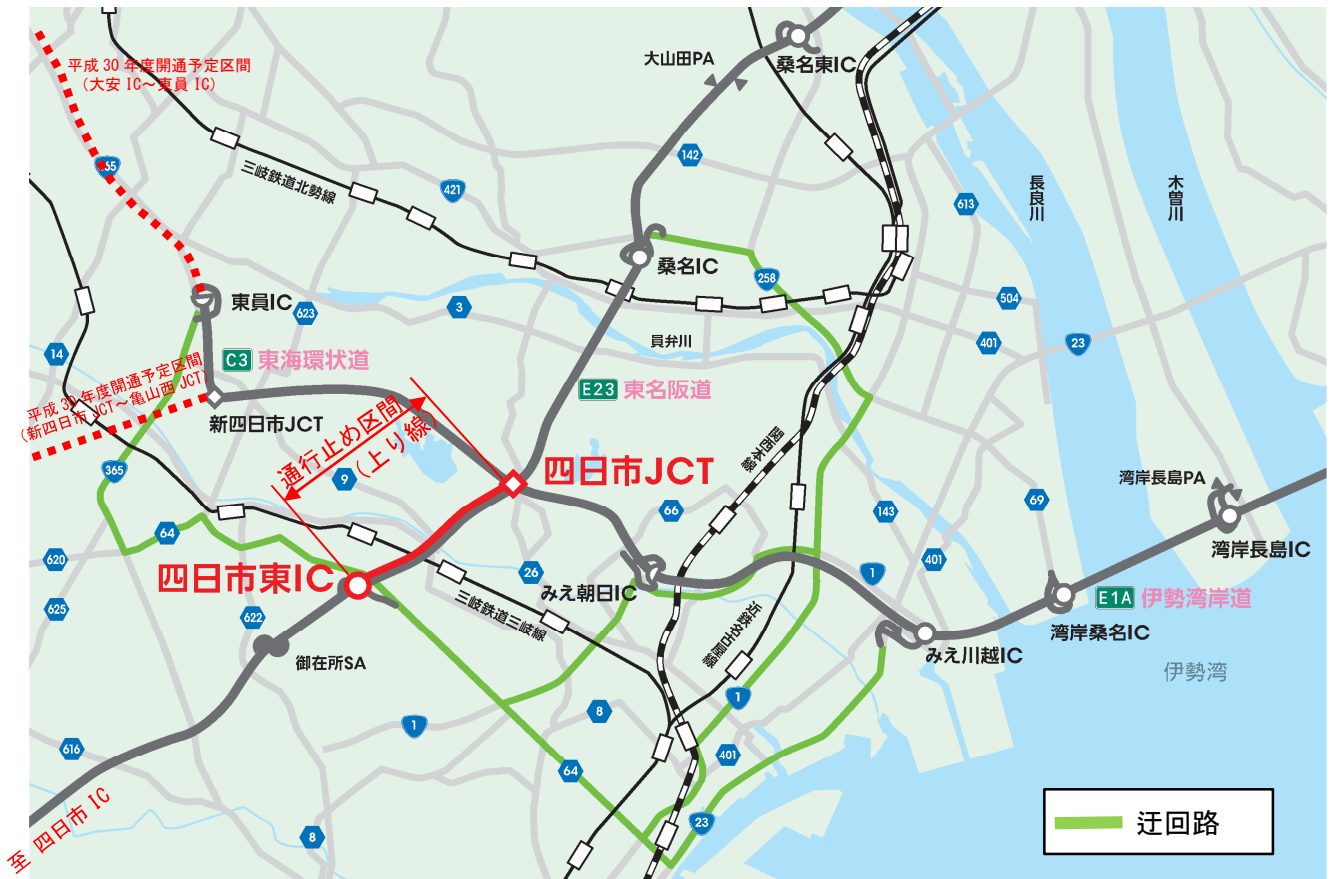 平成30年度開通予定区間
(大安IC～東員IC)
大山田PA
桑名東IC
142
365
三岐鉄道北勢線
421
613
長良川
木曽川
桑名IC
258
東員IC
623
3
504
401
23
員弁川
14
C3 東海環状道
E23 東名阪道
平成30年度開通予定区間
(新四日市JCT～亀山西JCT)
新四日市JCT
通行止め区間
(上り線)
関西本線
365
9
四日市JCT
湾岸長島PA
69
64
66
143
湾岸長島IC
620
四日市東IC
26
みえ朝日IC
401
1
625
622
三岐鉄道三岐線
近鉄名古屋線
E1A 伊勢湾岸道
湾岸桑名IC
御在所SA
みえ川越IC
伊勢湾
1
8
1
616
401
64
至 四日市IC
8
23
迂回路